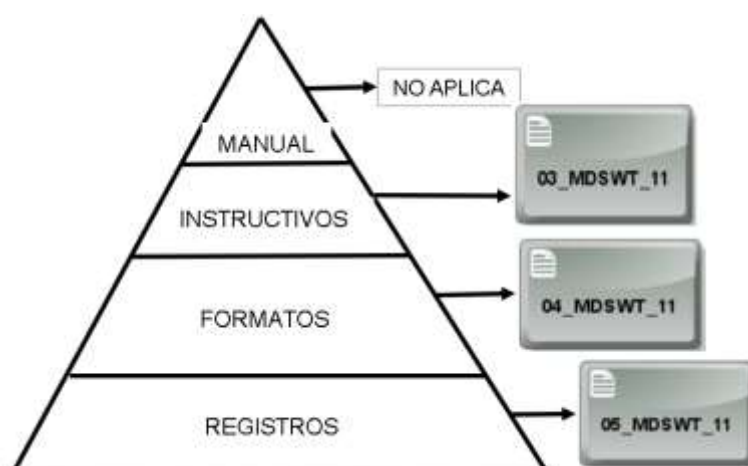 NO APLICA
MANUAL
03_MDSWT_11
INSTRUCTIVOS
04_MDSWT_11
FORMATOS
05_MDSWT_11
REGISTROS